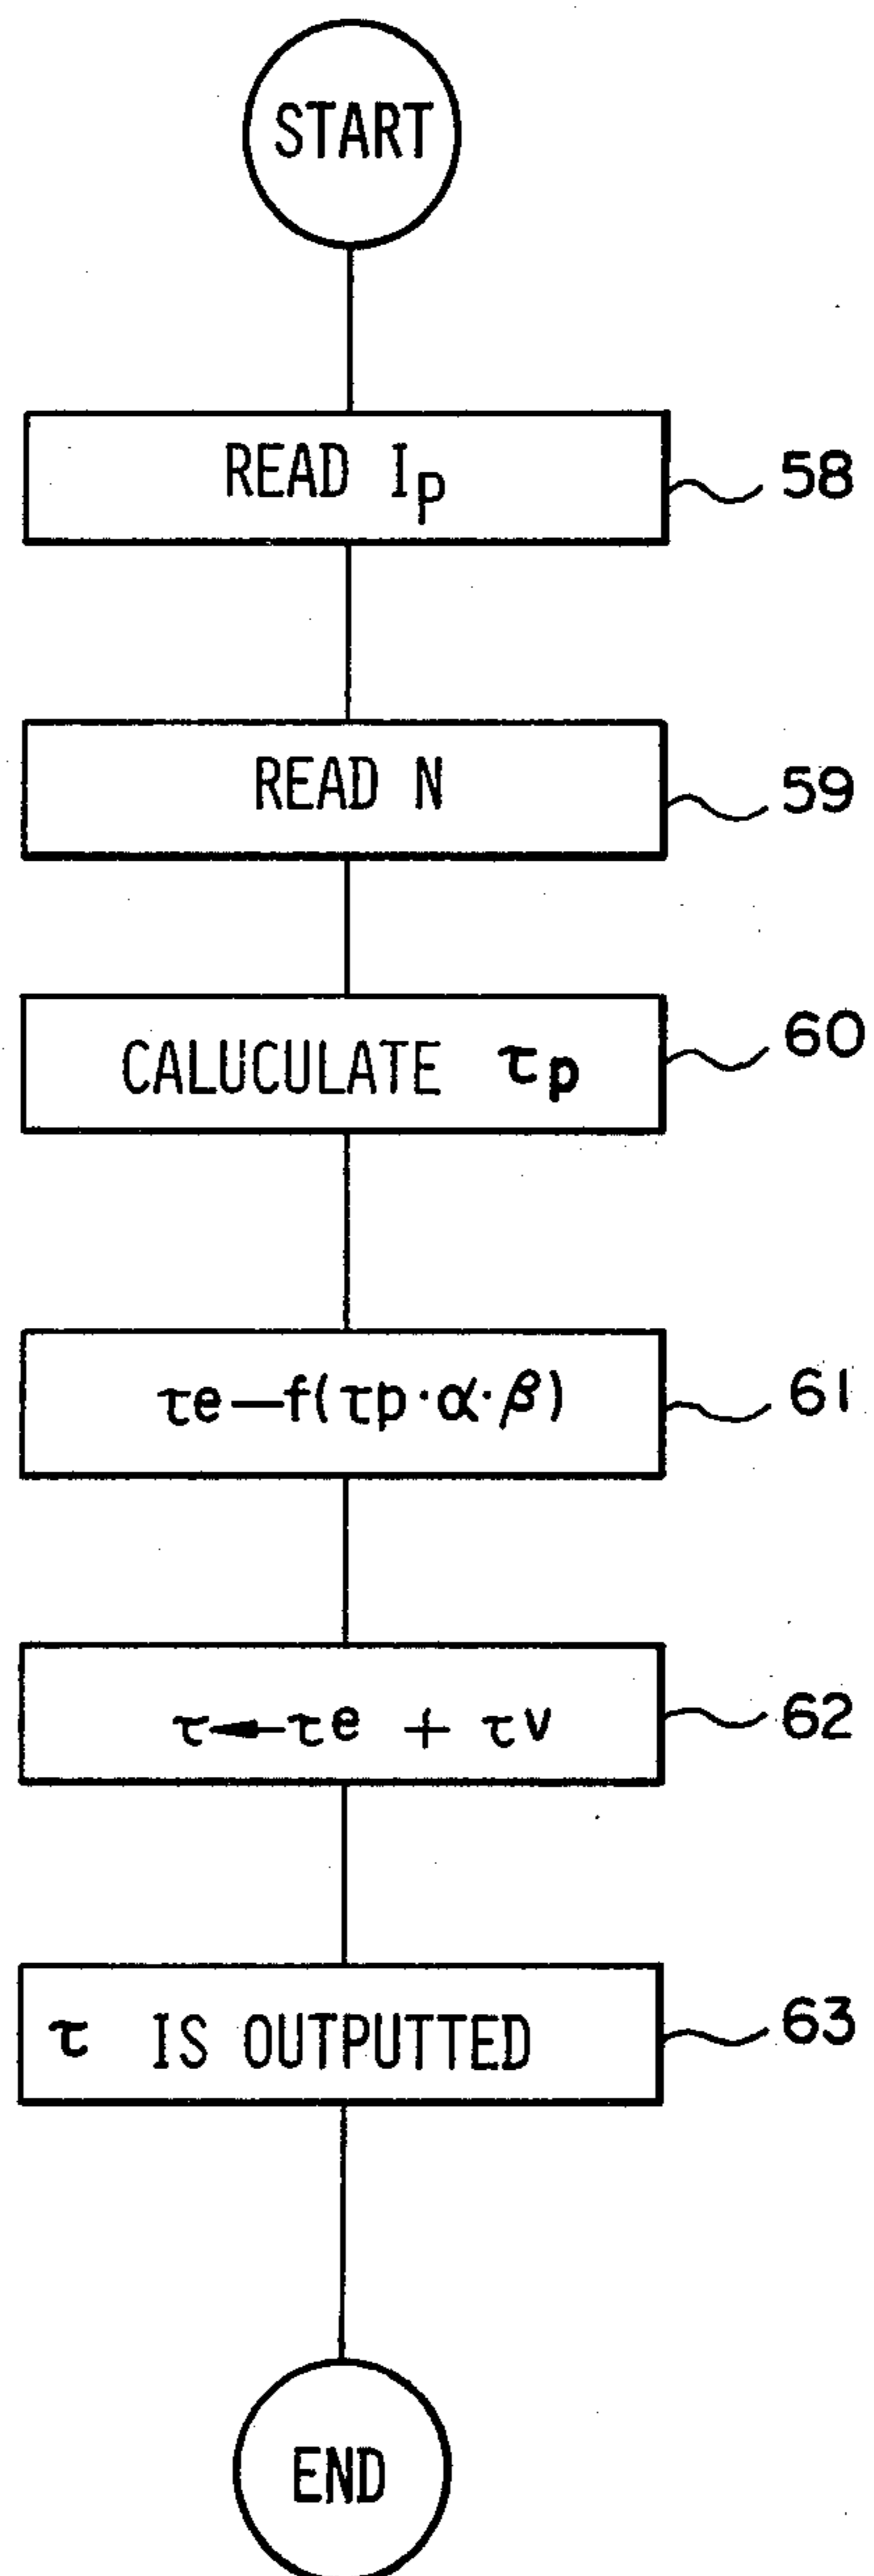 START
READ Ip
58
READ N
59
CALUCULATE τp
60
τe—f(τp·α·β)
61
τ←τe + τv
62
τ IS OUTPUTTED
63
END